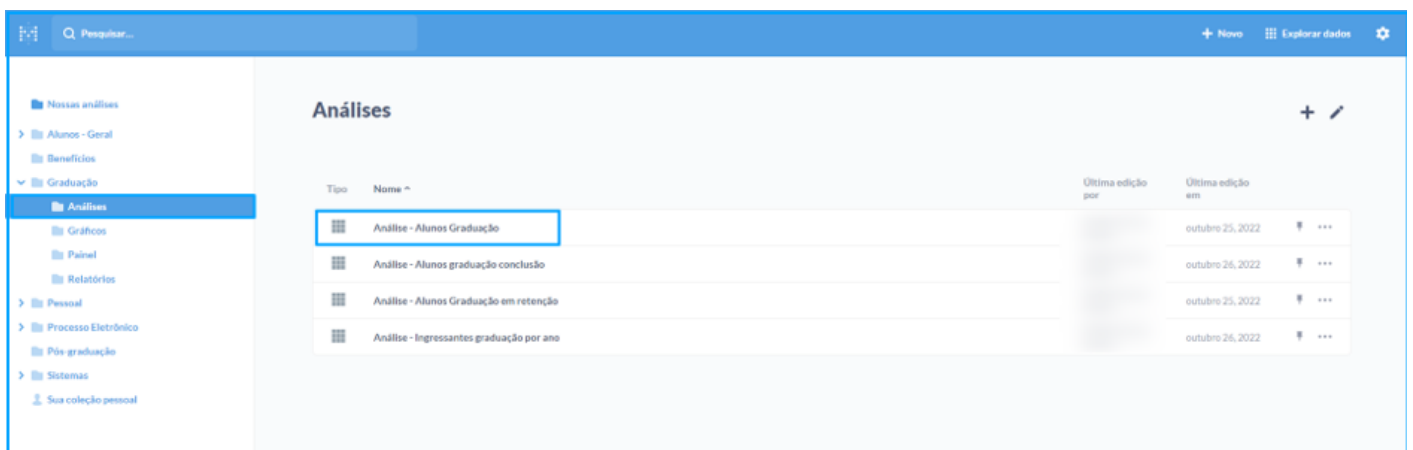 Pesquisar...
+ Novo
Explorar dados
Nossas análises
Alunos - Geral
Benefícios
Graduação
Análises
Gráficos
Painel
Relatórios
Pessoal
Processo Eletrônico
Pós-graduação
Sistemas
Sua coleção pessoal
Análises
Tipo Nome Última edição por Última edição em
Análise - Alunos Graduação outubro 25, 2022
Análise - Alunos graduação conclusão outubro 26, 2022
Análise - Alunos Graduação em retenção outubro 25, 2022
Análise - Ingressantes graduação por ano outubro 26, 2022